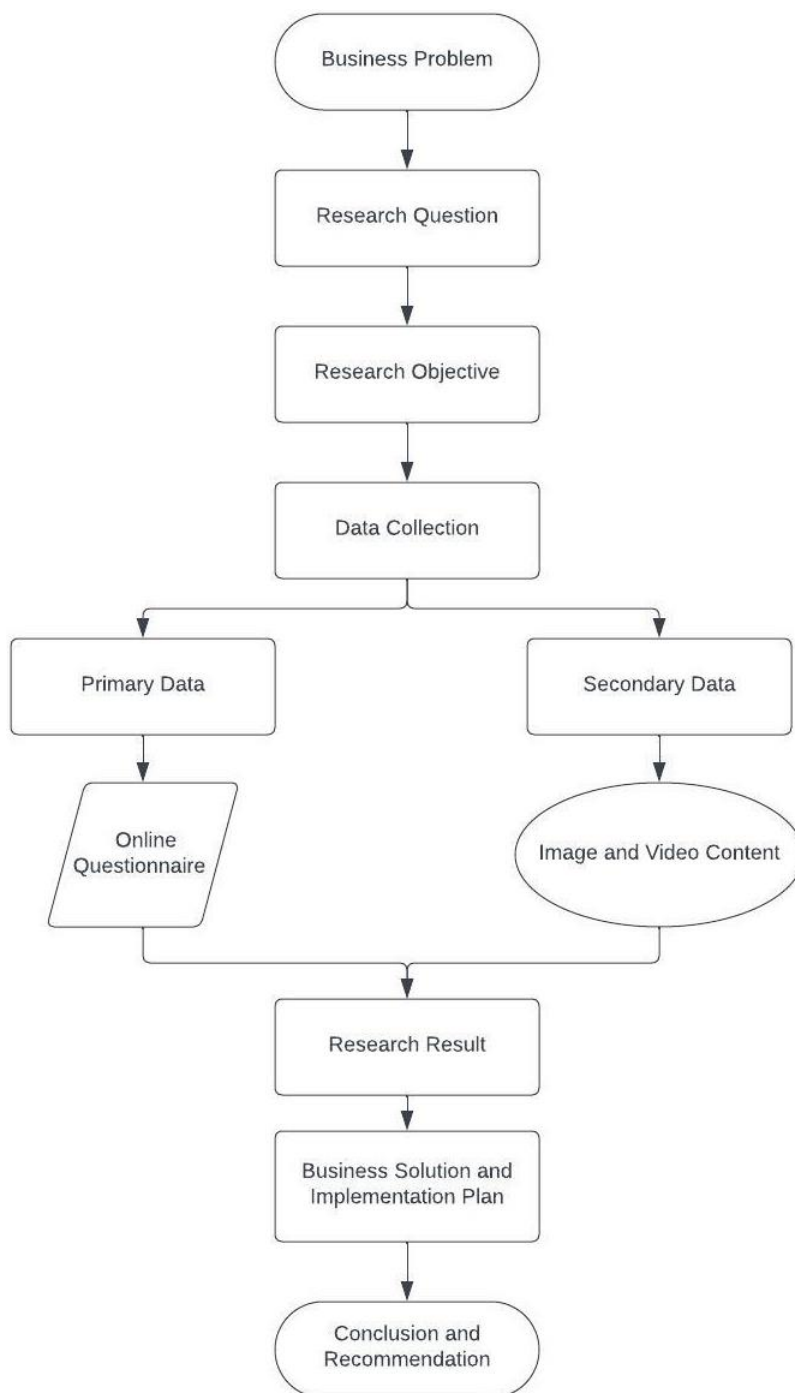 Business Problem
Research Question
Research Objective
Data Collection
Primary Data
Secondary Data
Online
Questionnaire
Image and Video Content
Research Result
Business Solution and
Implementation Plan
Conclusion and
Recommendation